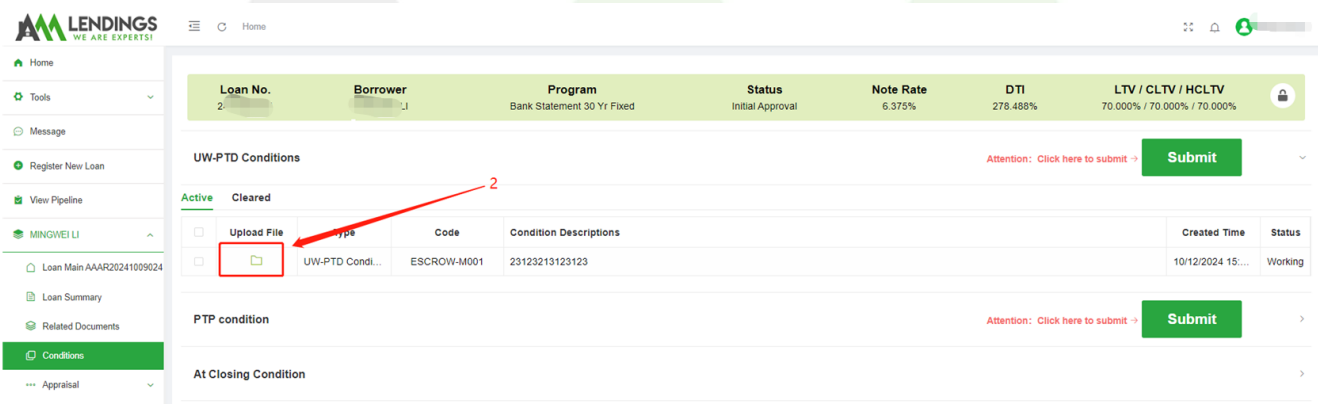 AAA LENDINGS
WE ARE EXPERTS!
Home
Home
Tools
Message
Register New Loan
View Pipeline
MINGWEI LI
Loan Main AAAR20241009024
Loan Summary
Related Documents
Conditions
Appraisal
Loan No. Borrower Program Status Note Rate DTI LTV / CLTV / HCLTV
2 LI Bank Statement 30 Yr Fixed Initial Approval 6.375% 278.488% 70.000% / 70.000% / 70.000%
UW-PTD Conditions Attention: Click here to submit → Submit
2
Active Cleared
Upload File Type Code Condition Descriptions Created Time Status
UW-PTD Condi... ESCROW-M001 23123213123123 10/12/2024 15:... Working
PTP condition Attention: Click here to submit → Submit
At Closing Condition